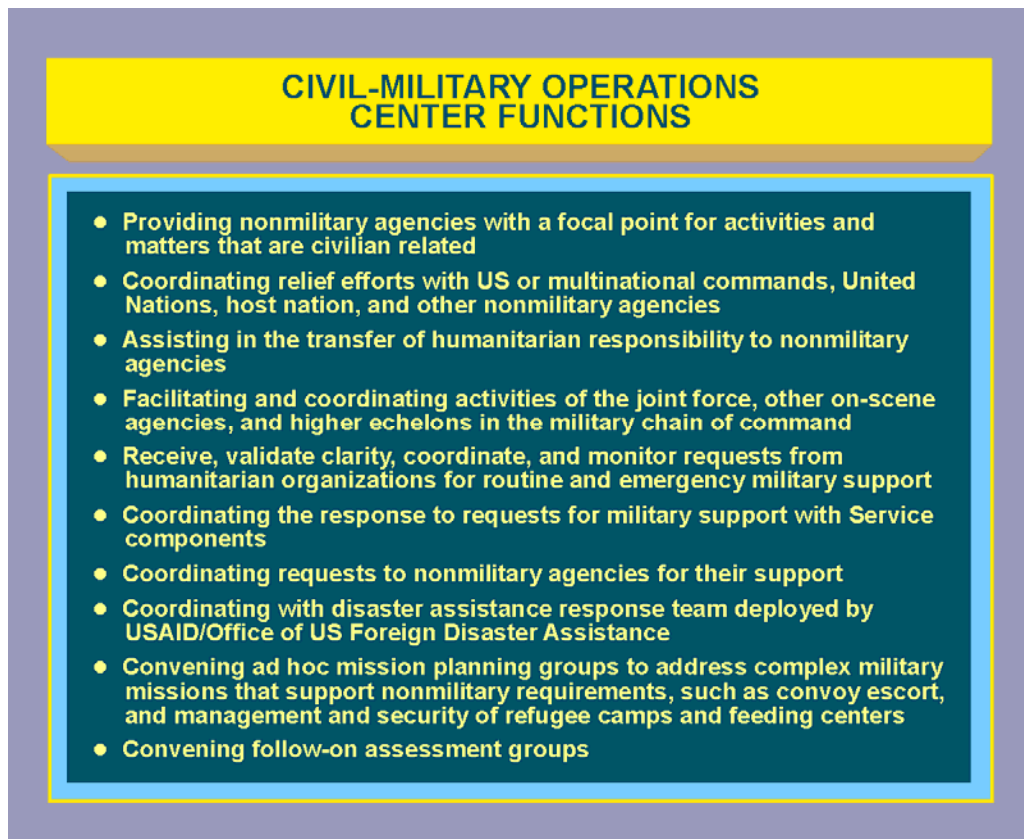 CIVIL-MILITARY OPERATIONS
CENTER FUNCTIONS
● Providing nonmilitary agencies with a focal point for activities and
matters that are civilian related
● Coordinating relief efforts with US or multinational commands, United
Nations, host nation, and other nonmilitary agencies
● Assisting in the transfer of humanitarian responsibility to nonmilitary
agencies
● Facilitating and coordinating activities of the joint force, other on-scene
agencies, and higher echelons in the military chain of command
● Receive, validate clarity, coordinate, and monitor requests from
humanitarian organizations for routine and emergency military support
● Coordinating the response to requests for military support with Service
components
● Coordinating requests to nonmilitary agencies for their support
● Coordinating with disaster assistance response team deployed by
USAID/Office of US Foreign Disaster Assistance
● Convening ad hoc mission planning groups to address complex military
missions that support nonmilitary requirements, such as convoy escort,
and management and security of refugee camps and feeding centers
● Convening follow-on assessment groups